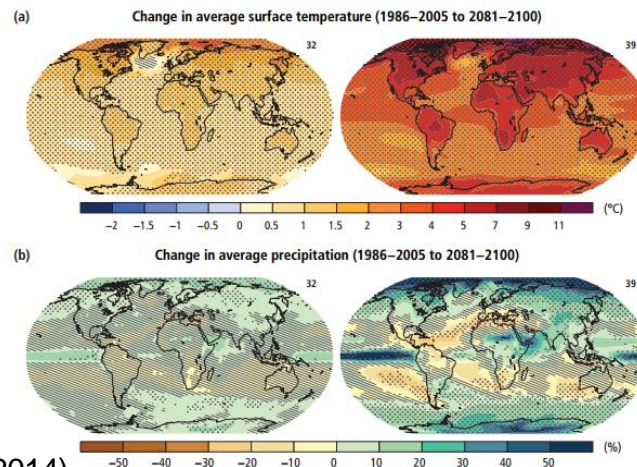 (a) Change in average surface temperature (1986–2005 to 2081–2100)
32 39
−2 −1.5 −1 −0.5 0 0.5 1 1.5 2 3 4 5 7 9 11 (°C)
(b) Change in average precipitation (1986–2005 to 2081–2100)
32 39
−50 −40 −30 −20 −10 0 10 20 30 40 50 (%)
2014)